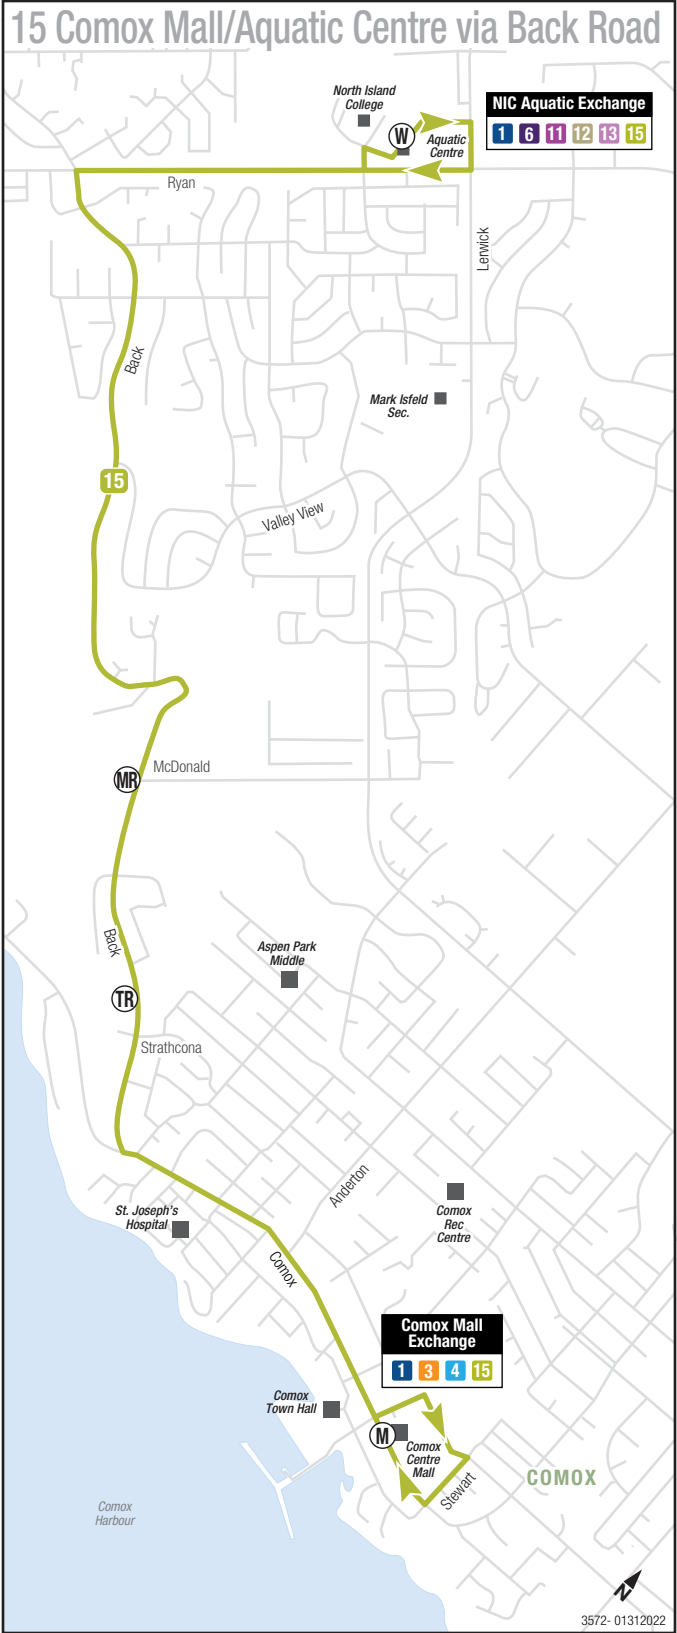 15 Comox Mall/Aquatic Centre via Back Road
North Island
College
NIC Aquatic Exchange
1 6 11 12 13 15
W
Aquatic
Centre
Ryan
Lerwick
Back
Mark Isfeld
Sec.
15
Valley View
McDonald
MR
Back
Aspen Park
Middle
TR
Strathcona
Anderton
St. Joseph's
Hospital
Comox
Rec
Centre
Comox
Comox Mall
Exchange
1 3 4 15
Comox
Town Hall
M
Comox
Centre
Mall
Stewart
COMOX
Comox
Harbour
N
3572- 01312022